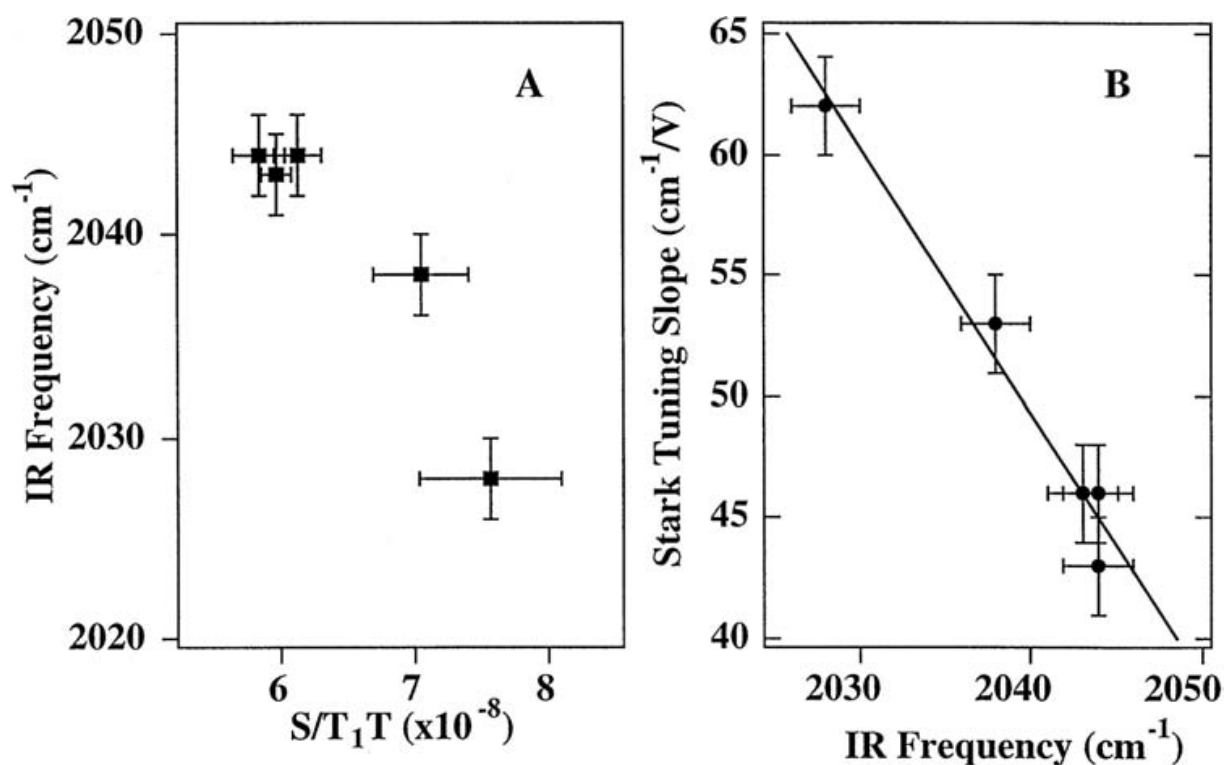 A
IR Frequency (cm-1)
2050
2040
2030
2020
6
7
8
S/T1T (x10-8)
B
Stark Tuning Slope (cm-1/V)
65
60
55
50
45
40
2030
2040
2050
IR Frequency (cm-1)